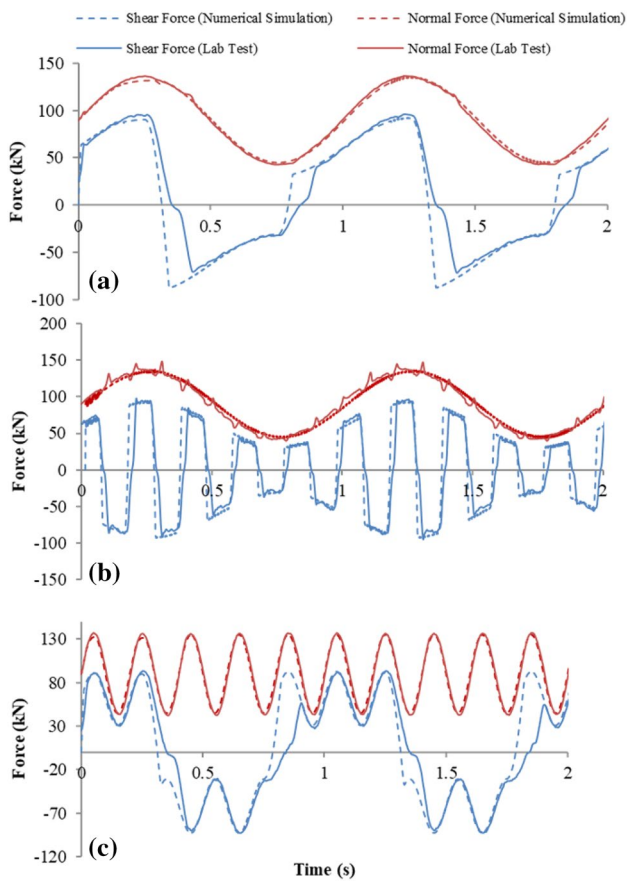 Shear Force (Numerical Simulation) Normal Force (Numerical Simulation)
Shear Force (Lab Test) Normal Force (Lab Test)
150
100
50
0
-50
-100
0 0.5 1 1.5 2
Force (kN)
(a)
200
150
100
50
0
-50
-100
-150
0 0.5 1 1.5 2
Force (kN)
(b)
130
80
30
-20
-70
-120
0 0.5 1 1.5 2
Force (kN)
(c)
Time (s)